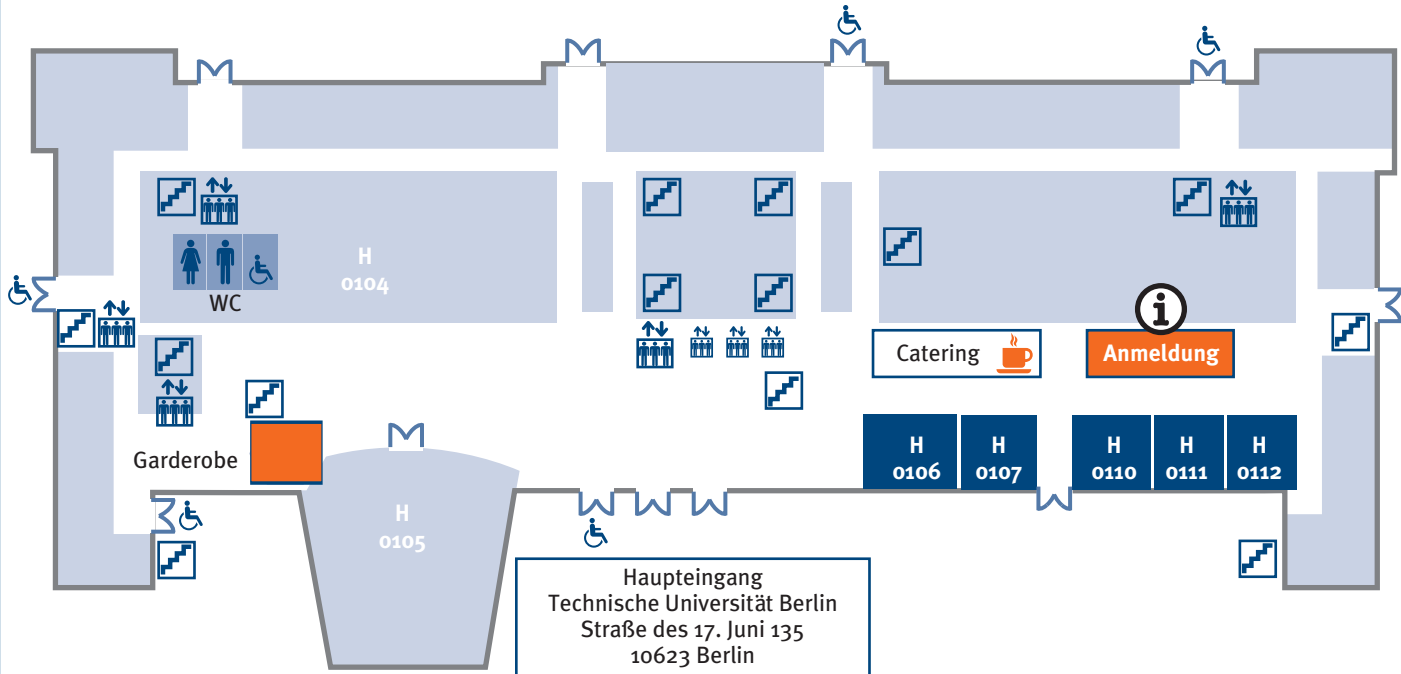 H
0104
WC
Catering
i
Anmeldung
Garderobe
H
0106
H
0107
H
0110
H
0111
H
0112
H
0105
Haupteingang
Technische Universität Berlin
Straße des 17. Juni 135
10623 Berlin